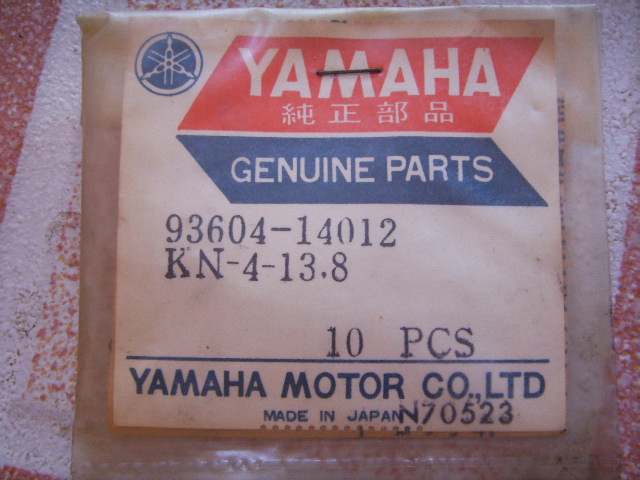 YAMAHA
純正部品
GENUINE PARTS
93604-14012
KN-4-13.8
10 PCS
YAMAHA MOTOR CO.,LTD
MADE IN JAPAN N70523